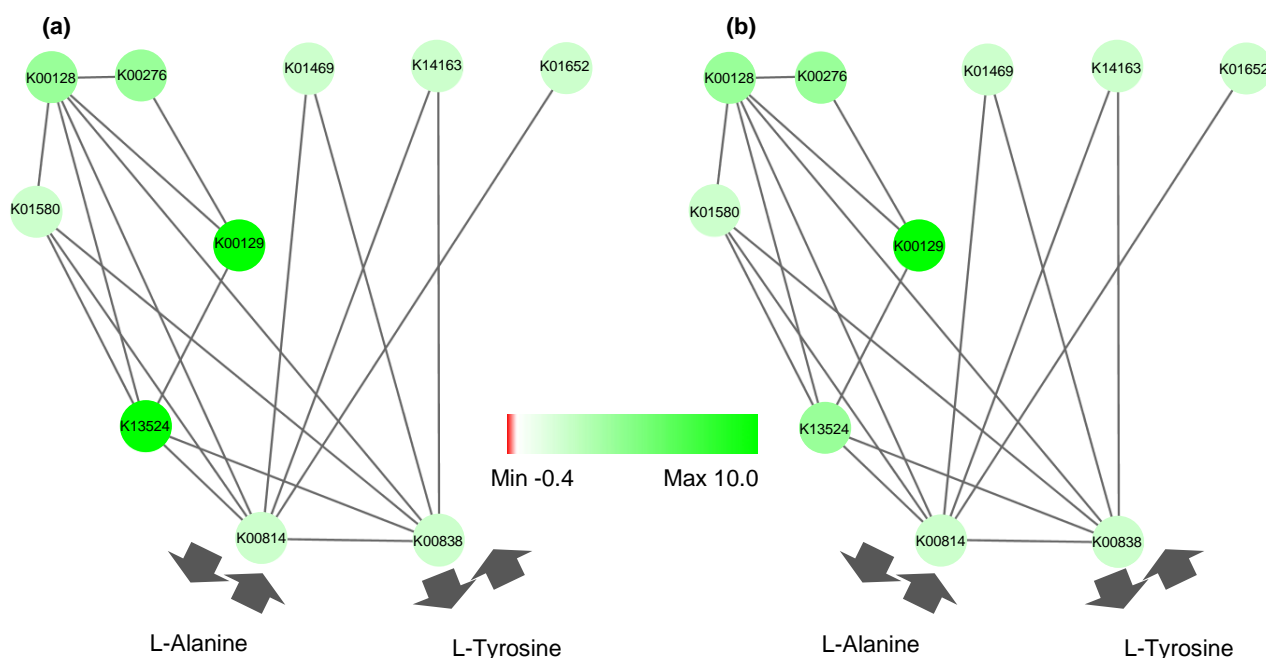 (a)
K00128
K00276
K01469
K14163
K01652
K01580
K00129
K13524
K00814
K00838
L-Alanine
L-Tyrosine
Min -0.4
Max 10.0
(b)
K00128
K00276
K01469
K14163
K01652
K01580
K00129
K13524
K00814
K00838
L-Alanine
L-Tyrosine